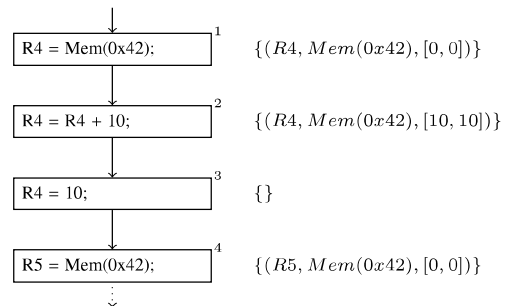 1
R4 = Mem(0x42); {(R4, Mem(0x42), [0, 0])}
2
R4 = R4 + 10; {(R4, Mem(0x42), [10, 10])}
3
R4 = 10; {}
4
R5 = Mem(0x42); {(R5, Mem(0x42), [0, 0])}